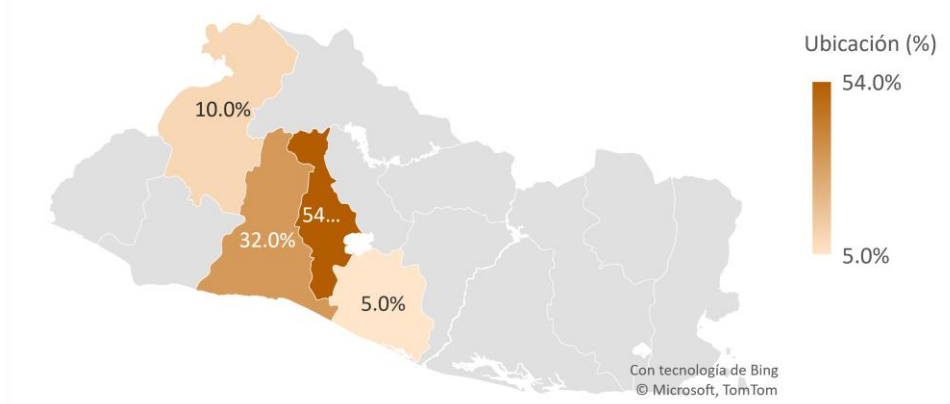 Ubicación (%)
54.0%
10.0%
54...
32.0%
5.0%
5.0%
Con tecnología de Bing
© Microsoft, TomTom